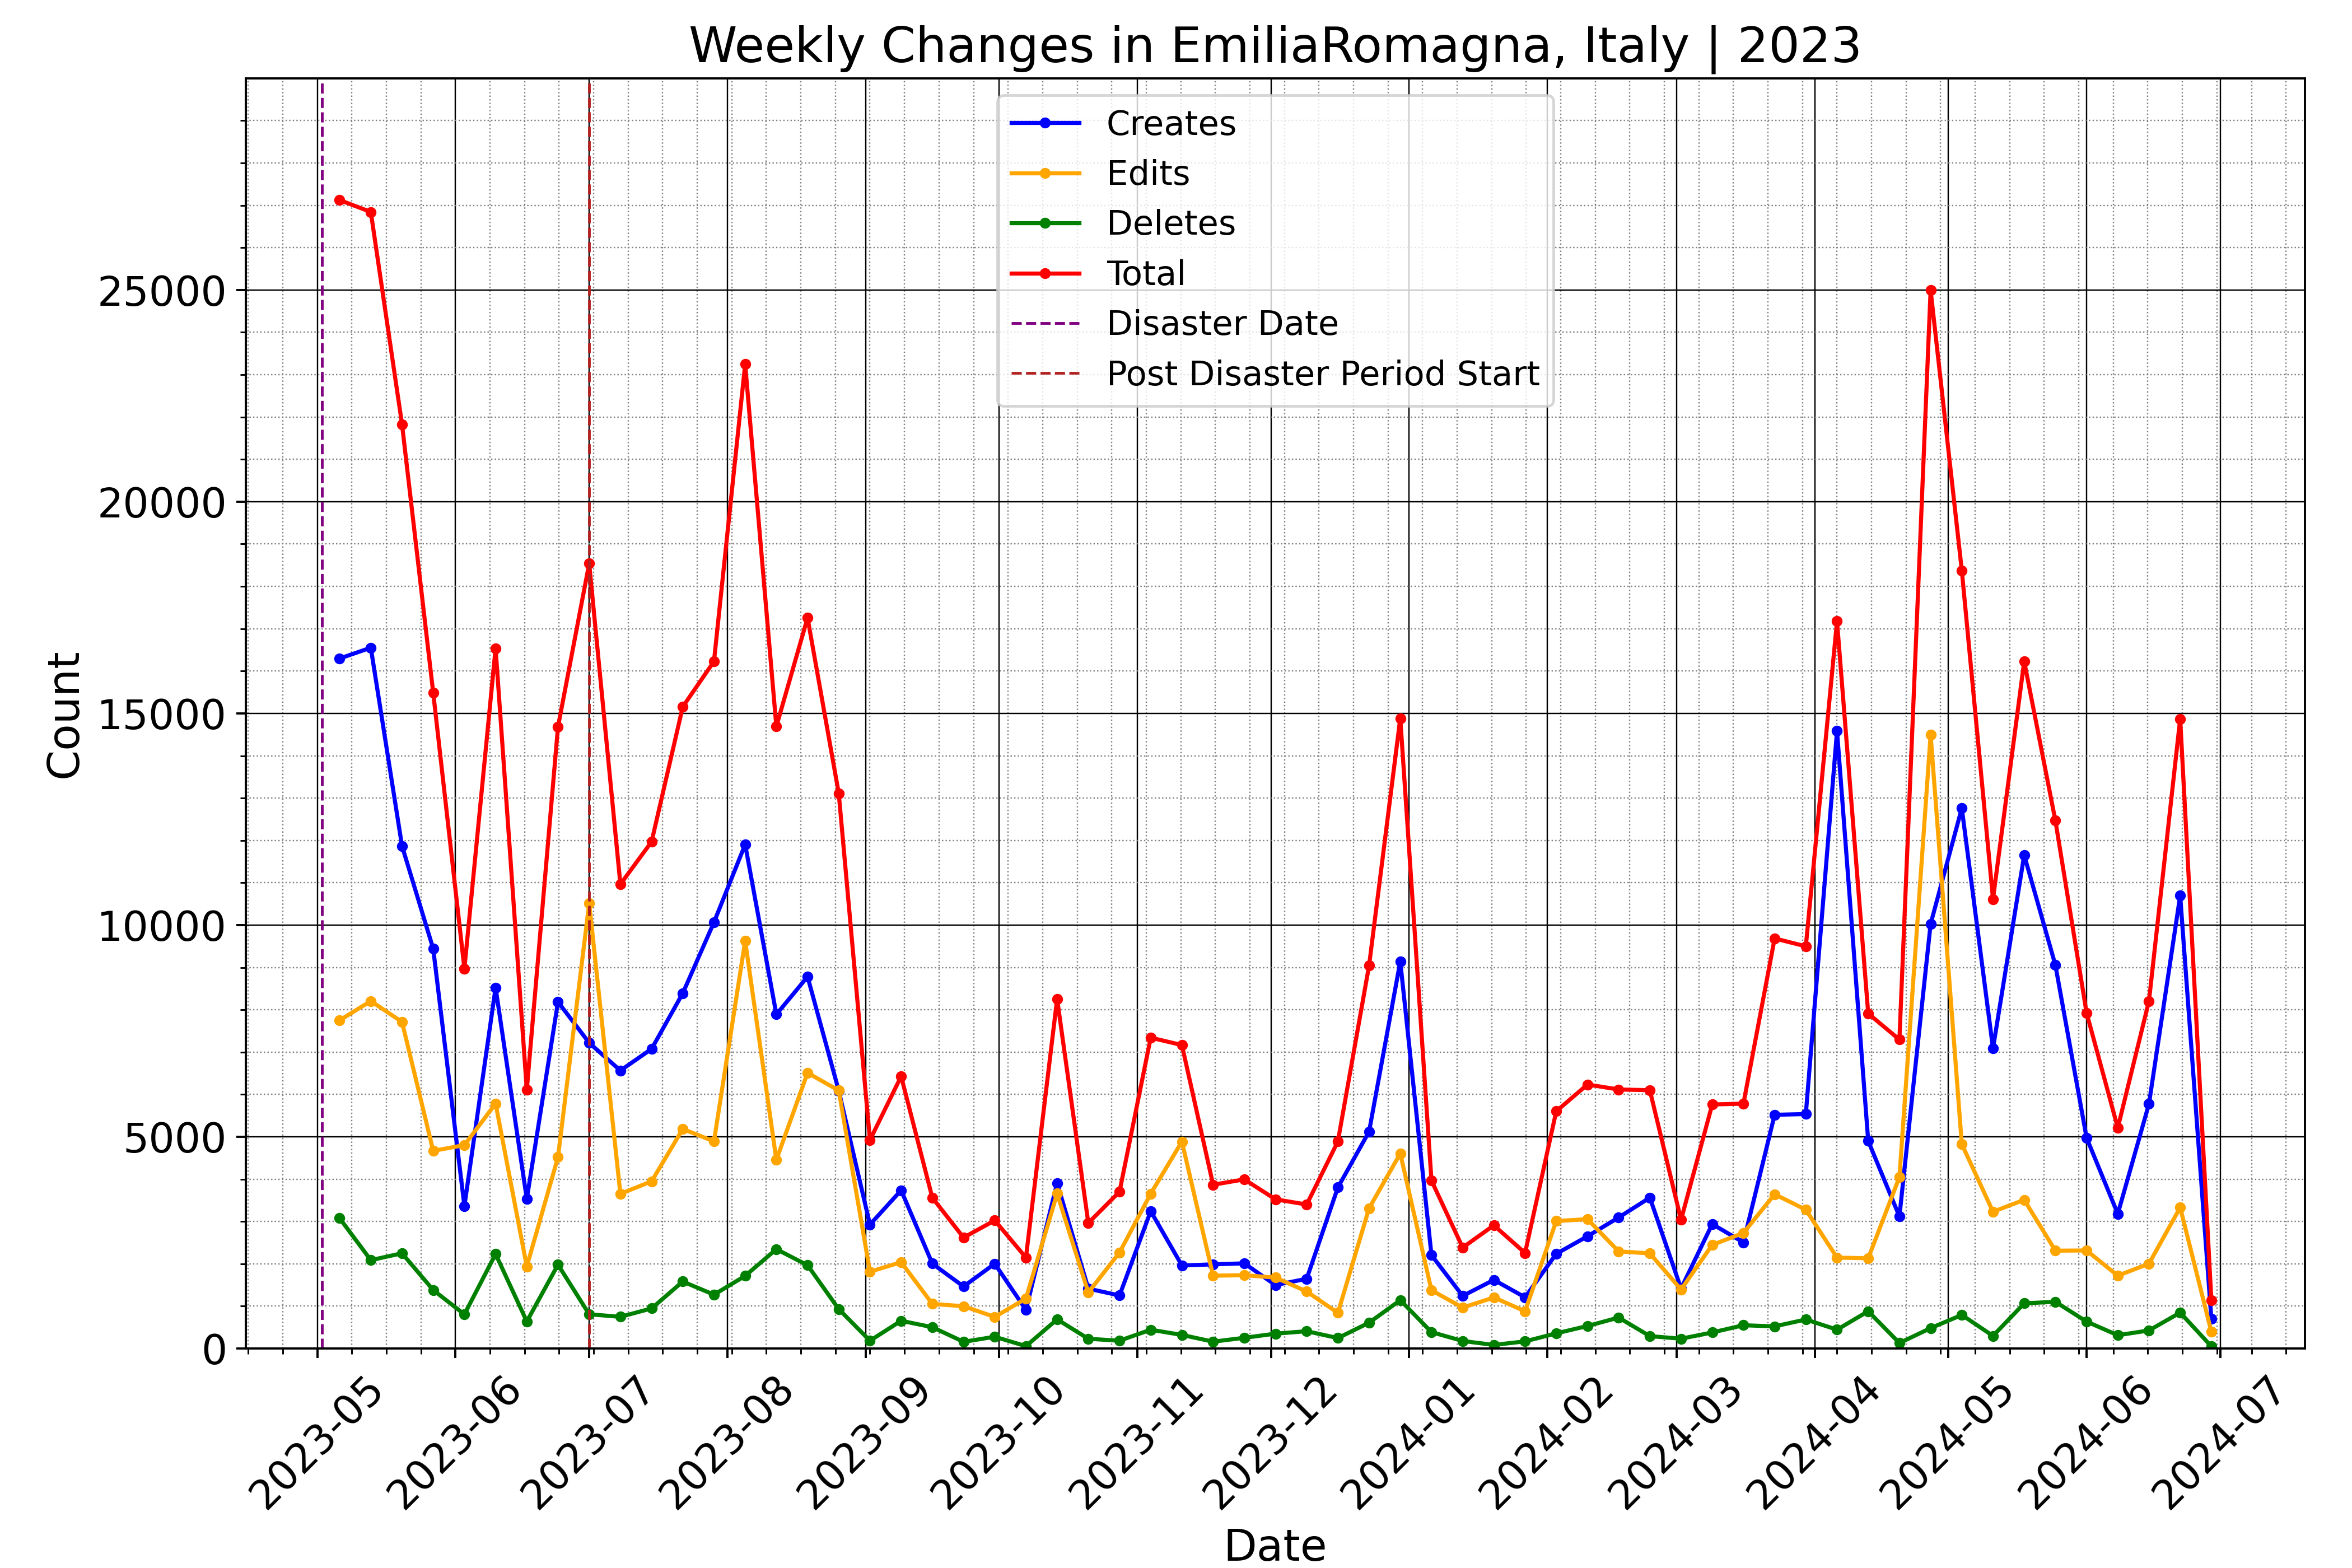 Weekly Changes in EmiliaRomagna, Italy | 2023
Creates
Edits
Deletes
Total
Disaster Date
Post Disaster Period Start
Count
25000
20000
15000
10000
5000
0
2023-05
2023-06
2023-07
2023-08
2023-09
2023-10
2023-11
2023-12
2024-01
2024-02
2024-03
2024-04
2024-05
2024-06
2024-07
Date